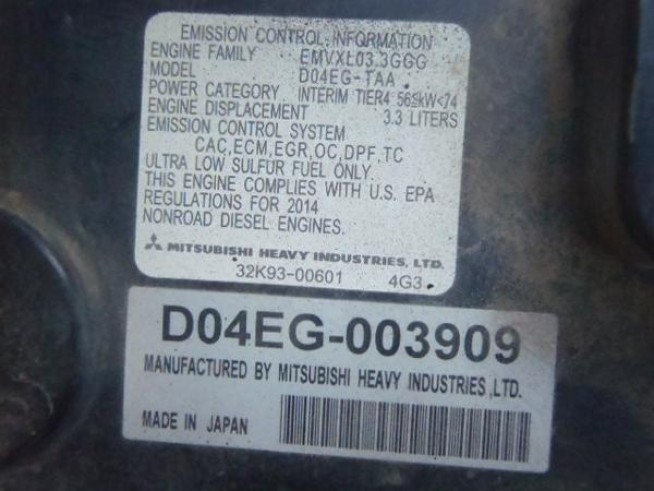 EMISSION CONTROL INFORMATION
ENGINE FAMILY EMVXL03.3GGG
MODEL D04EG-TAA
POWER CATEGORY INTERIM TIER4 56≤kW<74
ENGINE DISPLACEMENT 3.3 LITERS
EMISSION CONTROL SYSTEM
CAC,ECM,EGR,OC,DPF,TC
ULTRA LOW SULFUR FUEL ONLY.
THIS ENGINE COMPLIES WITH U.S. EPA
REGULATIONS FOR 2014
NONROAD DIESEL ENGINES.
MITSUBISHI HEAVY INDUSTRIES, LTD.
32K93-00601 4G3
D04EG-003909
MANUFACTURED BY MITSUBISHI HEAVY INDUSTRIES,LTD.
MADE IN JAPAN